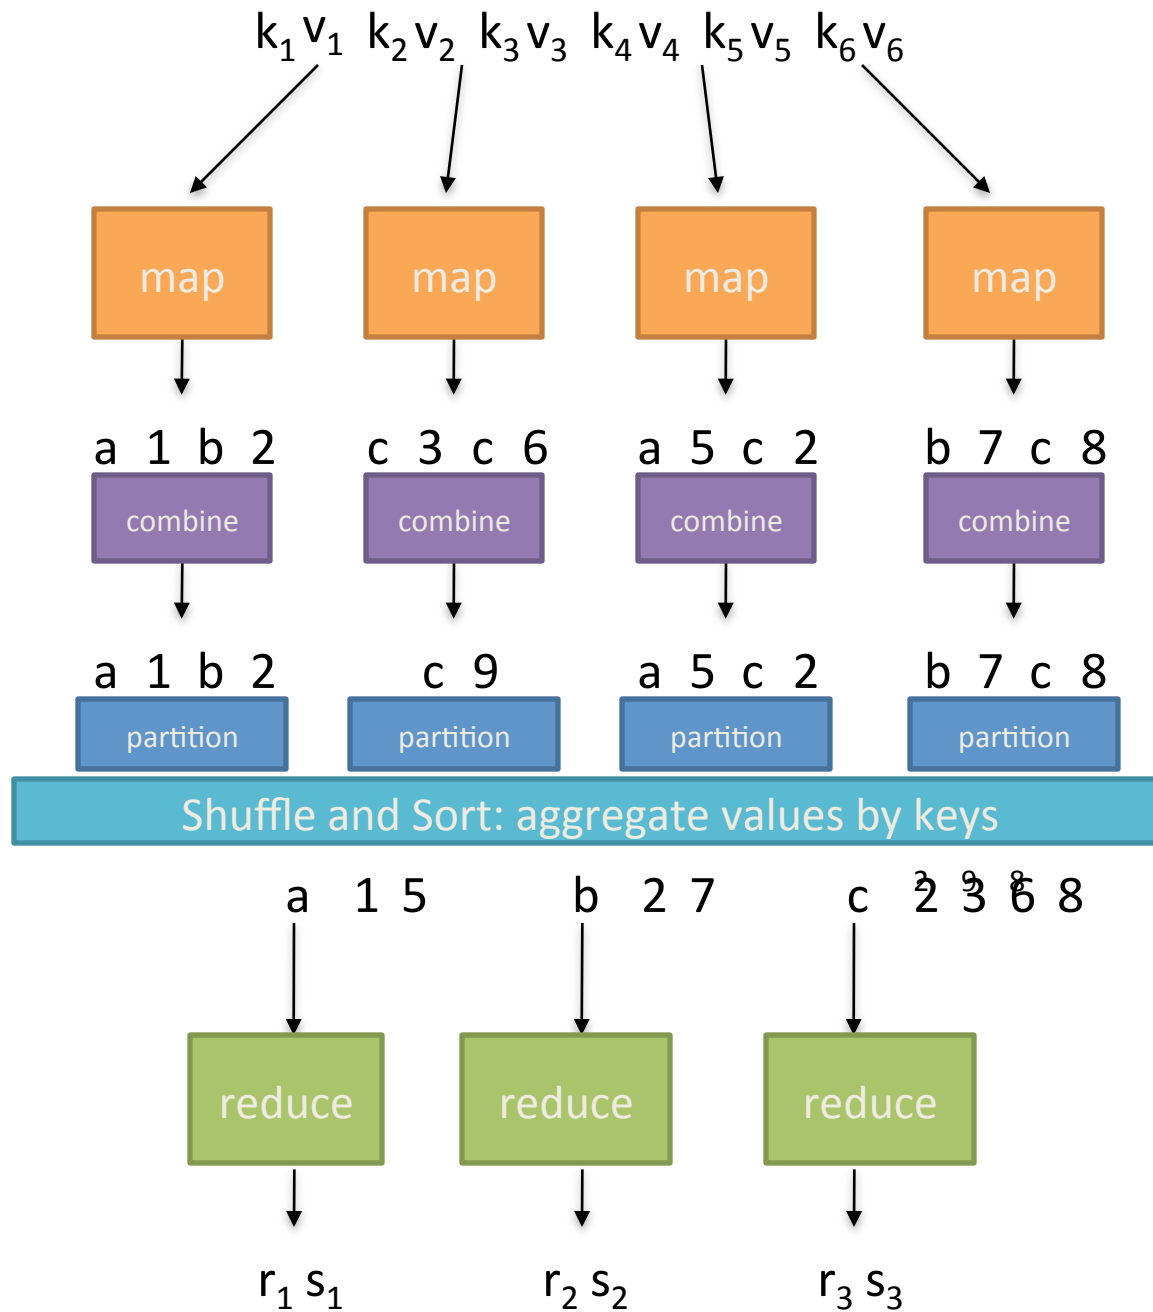 k₁ v₁ k₂ v₂ k₃ v₃ k₄ v₄ k₅ v₅ k₆ v₆
map map map map
a 1 b 2 c 3 c 6 a 5 c 2 b 7 c 8
combine combine combine combine
a 1 b 2 c 9 a 5 c 2 b 7 c 8
partition partition partition partition
Shuffle and Sort: aggregate values by keys
2 9 8
a 1 5 b 2 7 c 2 3 6 8
reduce reduce reduce
r₁ s₁ r₂ s₂ r₃ s₃